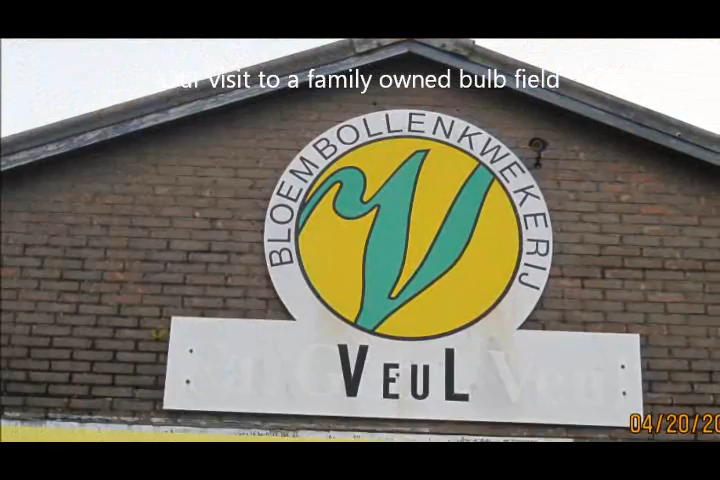 visit to a family owned bulb field
BLOEMBOLLENKWEKERIJ
V
VEUL
04/20/20